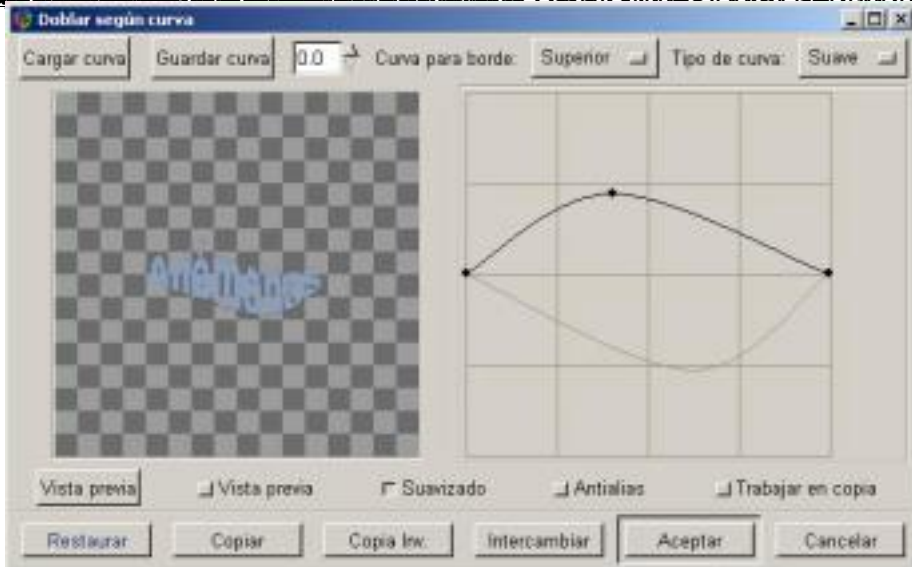 Doblar según curva
Cargar curva Guardar curva 0.0 Curva para borde: Superior Tipo de curva: Suave
Vista previa Vista previa Suavizado Antialias Trabajar en copia
Restaurar Copiar Copia Inv. Intercambiar Aceptar Cancelar